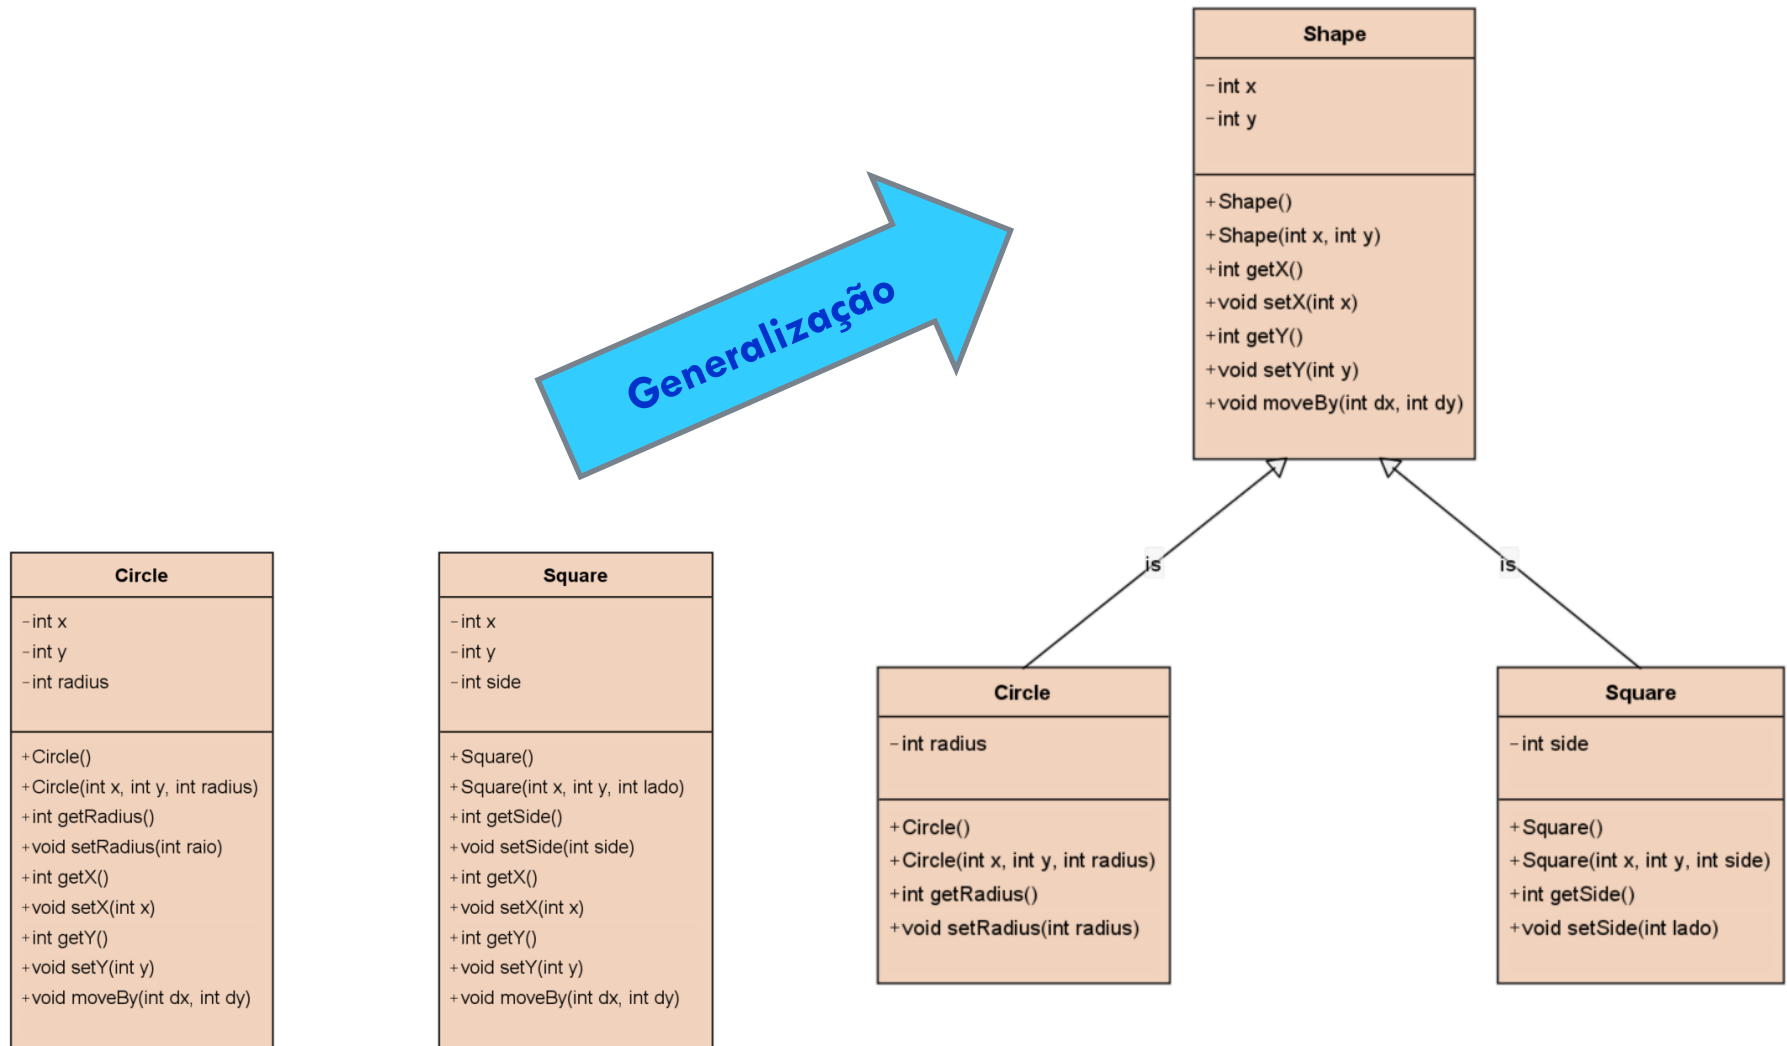 Generalização
Circle
-int x
-int y
-int radius
+Circle()
+Circle(int x, int y, int radius)
+int getRadius()
+void setRadius(int raio)
+int getX()
+void setX(int x)
+int getY()
+void setY(int y)
+void moveBy(int dx, int dy)
Square
-int x
-int y
-int side
+Square()
+Square(int x, int y, int lado)
+int getSide()
+void setSide(int side)
+int getX()
+void setX(int x)
+int getY()
+void setY(int y)
+void moveBy(int dx, int dy)
Shape
-int x
-int y
+Shape()
+Shape(int x, int y)
+int getX()
+void setX(int x)
+int getY()
+void setY(int y)
+void moveBy(int dx, int dy)
is
is
Circle
-int radius
+Circle()
+Circle(int x, int y, int radius)
+int getRadius()
+void setRadius(int radius)
Square
-int side
+Square()
+Square(int x, int y, int side)
+int getSide()
+void setSide(int lado)